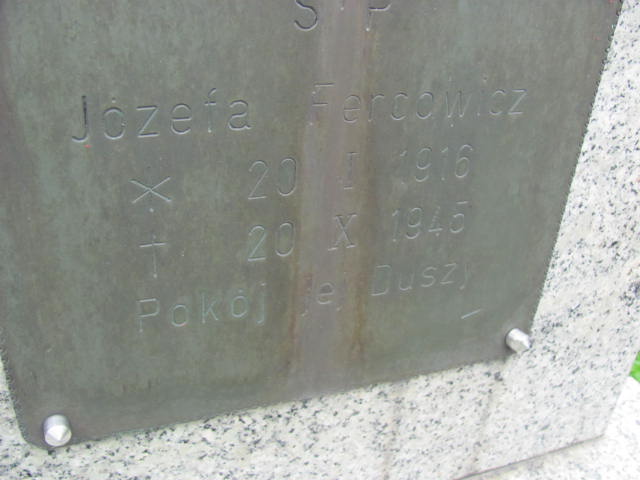 Ś P
Józefa Fercowicz
* 20 I 1916
† 20 X 1945
Pokój jej Duszy